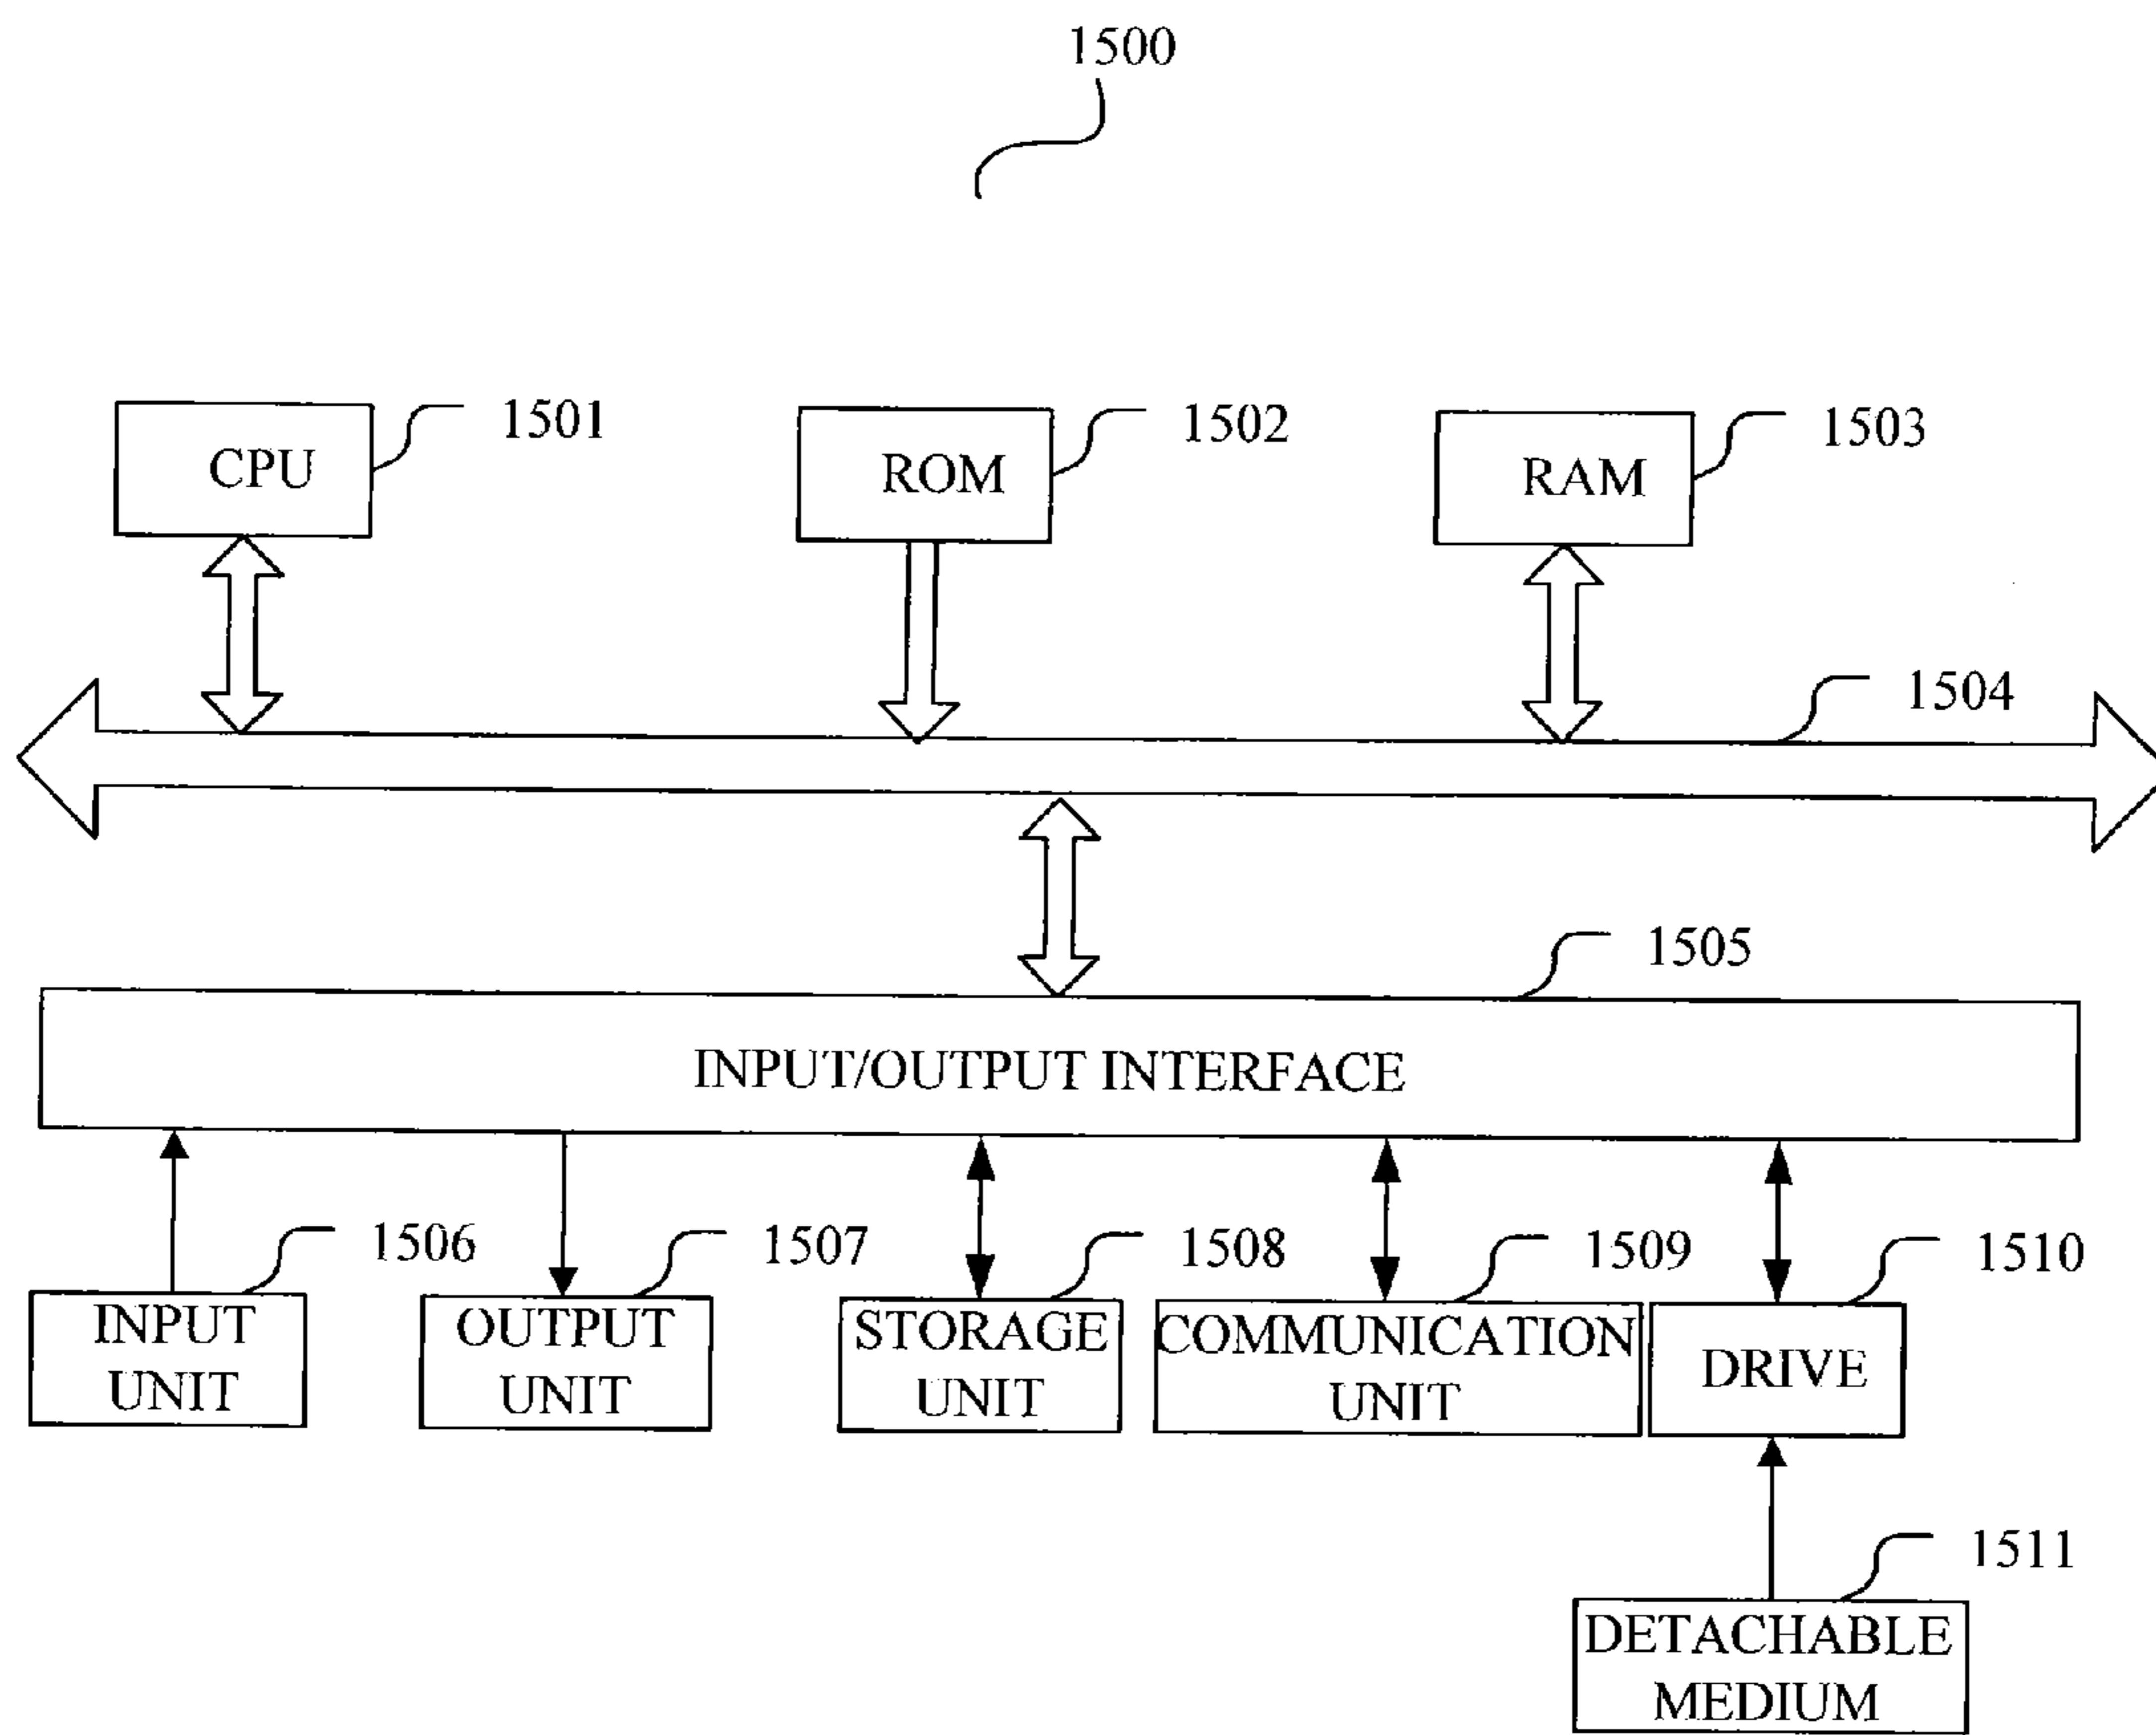 1500
CPU
1501
ROM
1502
RAM
1503
1504
1505
INPUT/OUTPUT INTERFACE
1506
1507
1508
1509
1510
INPUT
UNIT
OUTPUT
UNIT
STORAGE
UNIT
COMMUNICATION
UNIT
DRIVE
1511
DETACHABLE
MEDIUM